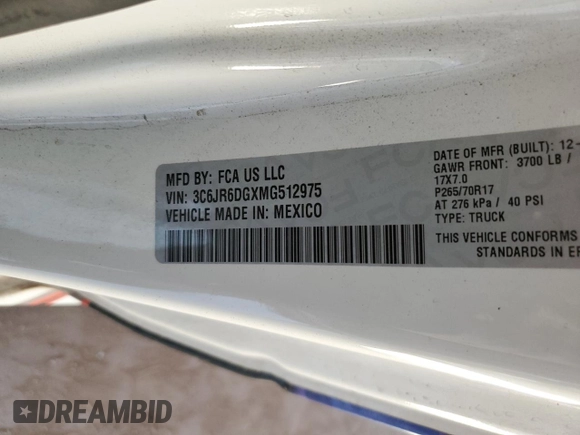 MFD BY: FCA US LLC
VIN: 3C6JR6DGXMG512975
VEHICLE MADE IN: MEXICO
DATE OF MFR (BUILT): 12-
GAWR FRONT: 3700 LB /
17X7.0
P265/70R17
AT 276 kPa / 40 PSI
TYPE: TRUCK
THIS VEHICLE CONFORMS
STANDARDS IN EF
DREAMBID